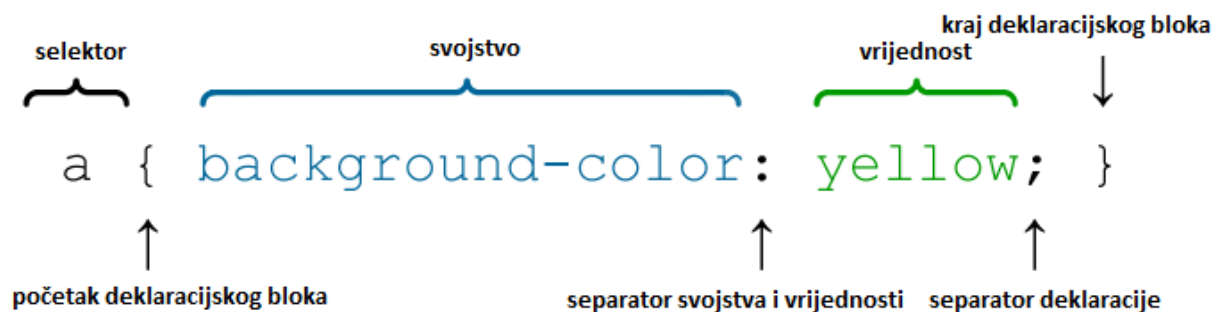 kraj deklaracijskog bloka
selektor svojstvo vrijednost
a { background-color: yellow; }
početak deklaracijskog bloka separator svojstva i vrijednosti separator deklaracije